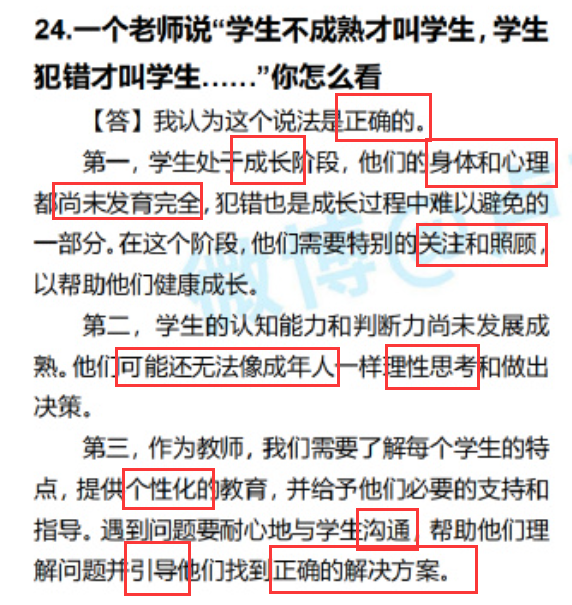 24.一个老师说“学生不成熟才叫学生,学生
犯错才叫学生……”你怎么看
【答】我认为这个说法是正确的。
第一,学生处于成长阶段,他们的身体和心理
都尚未发育完全,犯错也是成长过程中难以避免的
一部分。在这个阶段,他们需要特别的关注和照顾,
以帮助他们健康成长。
第二,学生的认知能力和判断力尚未发展成
熟。他们可能还无法像成年人一样理性思考和做出
决策。
第三,作为教师,我们需要了解每个学生的特
点,提供个性化的教育,并给予他们必要的支持和
指导。遇到问题要耐心地与学生沟通,帮助他们理
解问题并引导他们找到正确的解决方案。
微博@